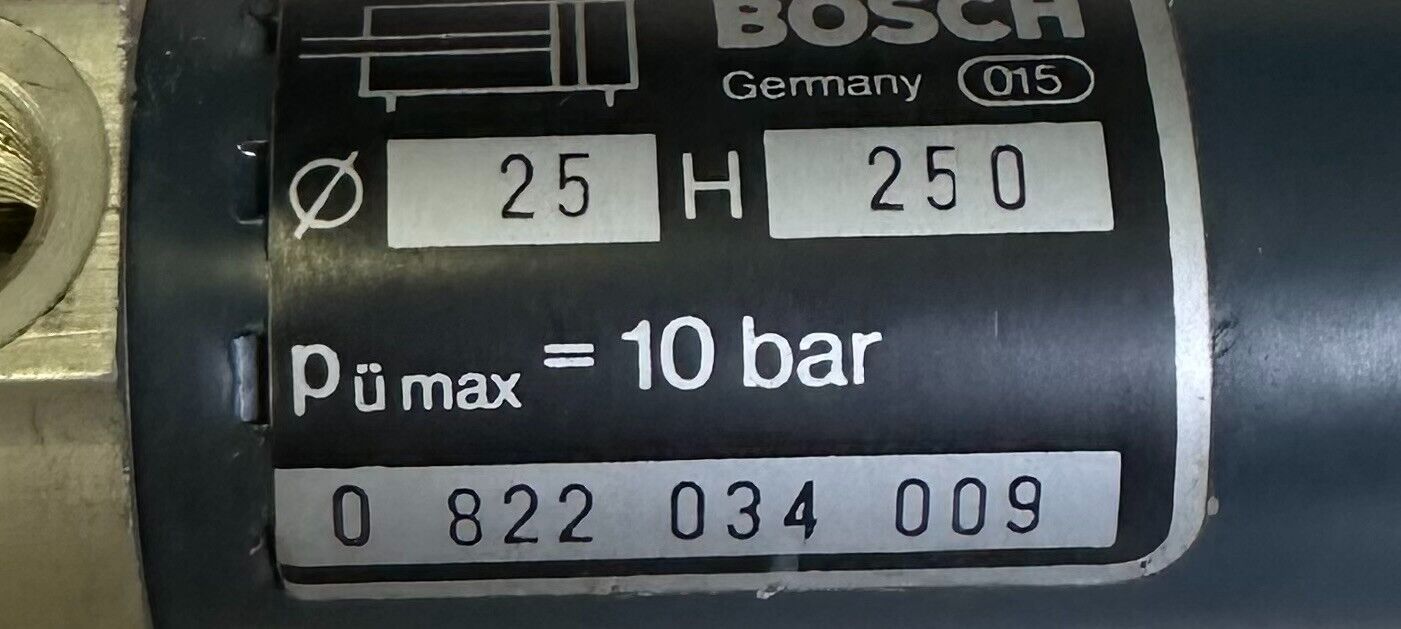 BOSCH
Germany 015
Ø 25 H 250
pü max = 10 bar
0 822 034 009